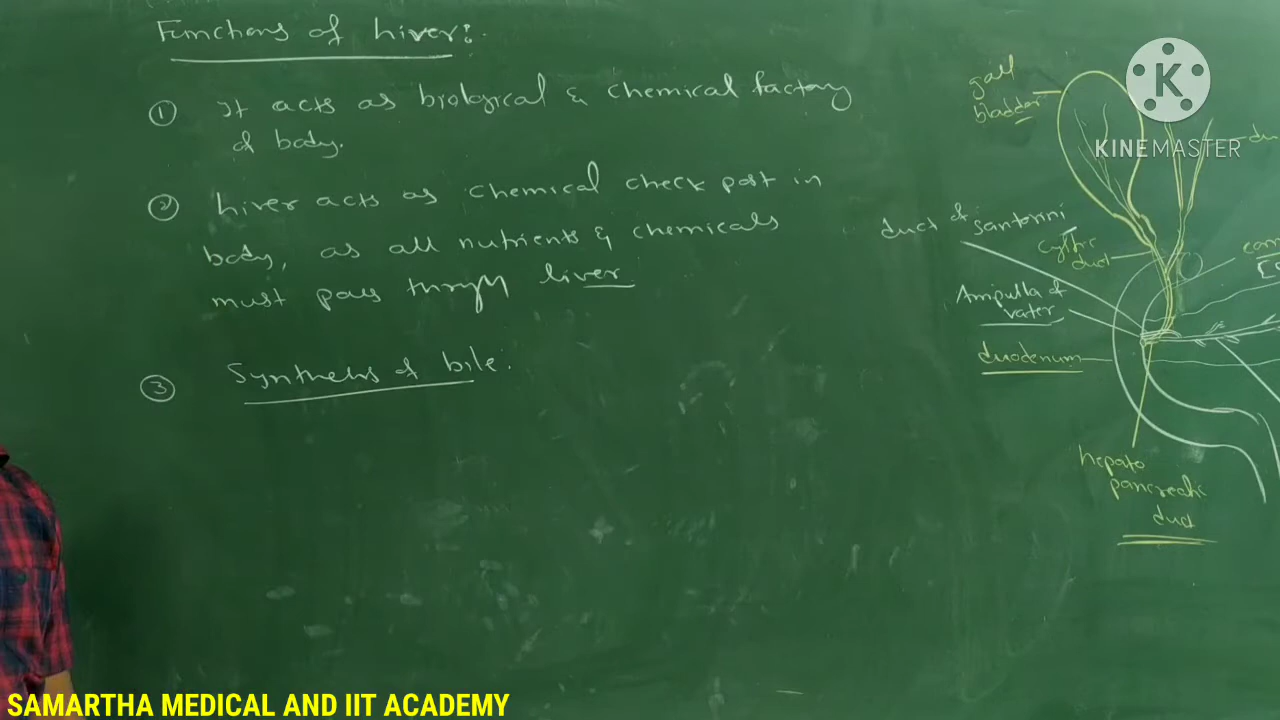 Functions of liver:
① It acts as biological & chemical factory
of body.
② Liver acts as chemical check post in
body, as all nutrients & chemicals
must pass through liver
③ Synthesis of bile:
gall
bladder
duct of santorini
cystic
duct
Ampulla of
vater
duodenum
hepato
pancreatic
duct
K
KINEMASTER
SAMARTHA MEDICAL AND IIT ACADEMY